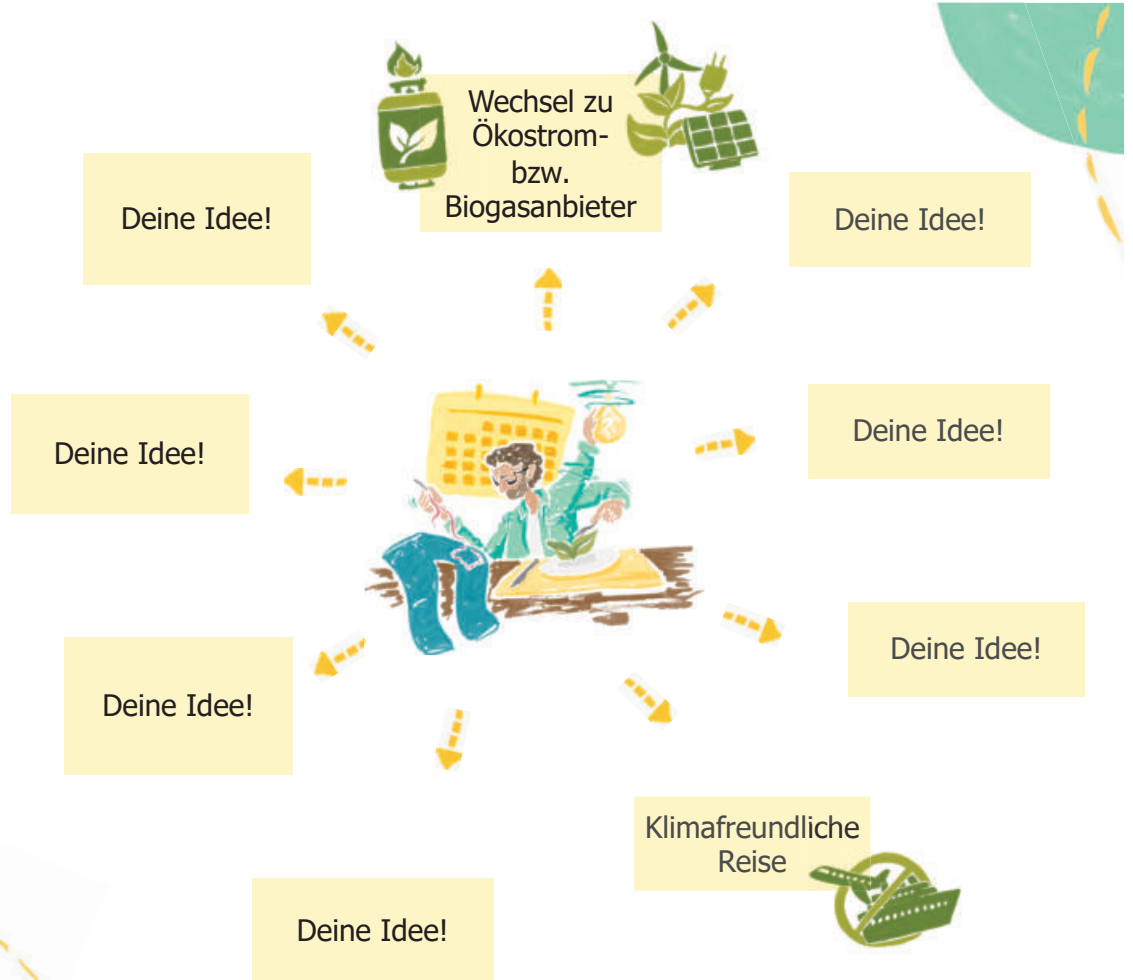 Wechsel zu
Ökostrom-
bzw.
Biogasanbieter
Deine Idee!
Deine Idee!
Deine Idee!
Deine Idee!
Deine Idee!
Deine Idee!
Klimafreundliche
Reise
Deine Idee!